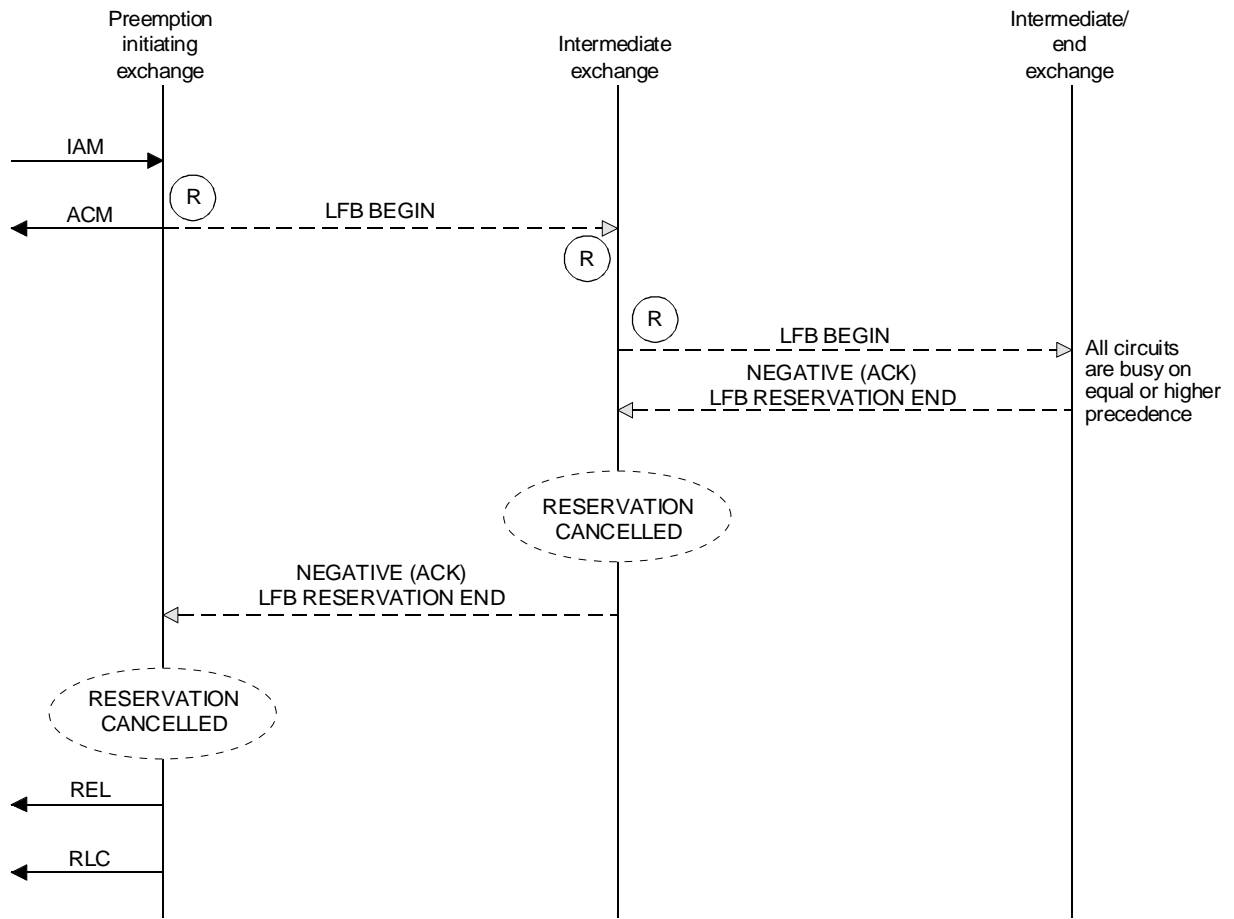 Preemption
initiating
exchange
Intermediate
exchange
Intermediate/
end
exchange
IAM
R
ACM
LFB BEGIN
R
R
LFB BEGIN
All circuits
are busy on
equal or higher
precedence
NEGATIVE (ACK)
LFB RESERVATION END
RESERVATION
CANCELLED
NEGATIVE (ACK)
LFB RESERVATION END
RESERVATION
CANCELLED
REL
RLC